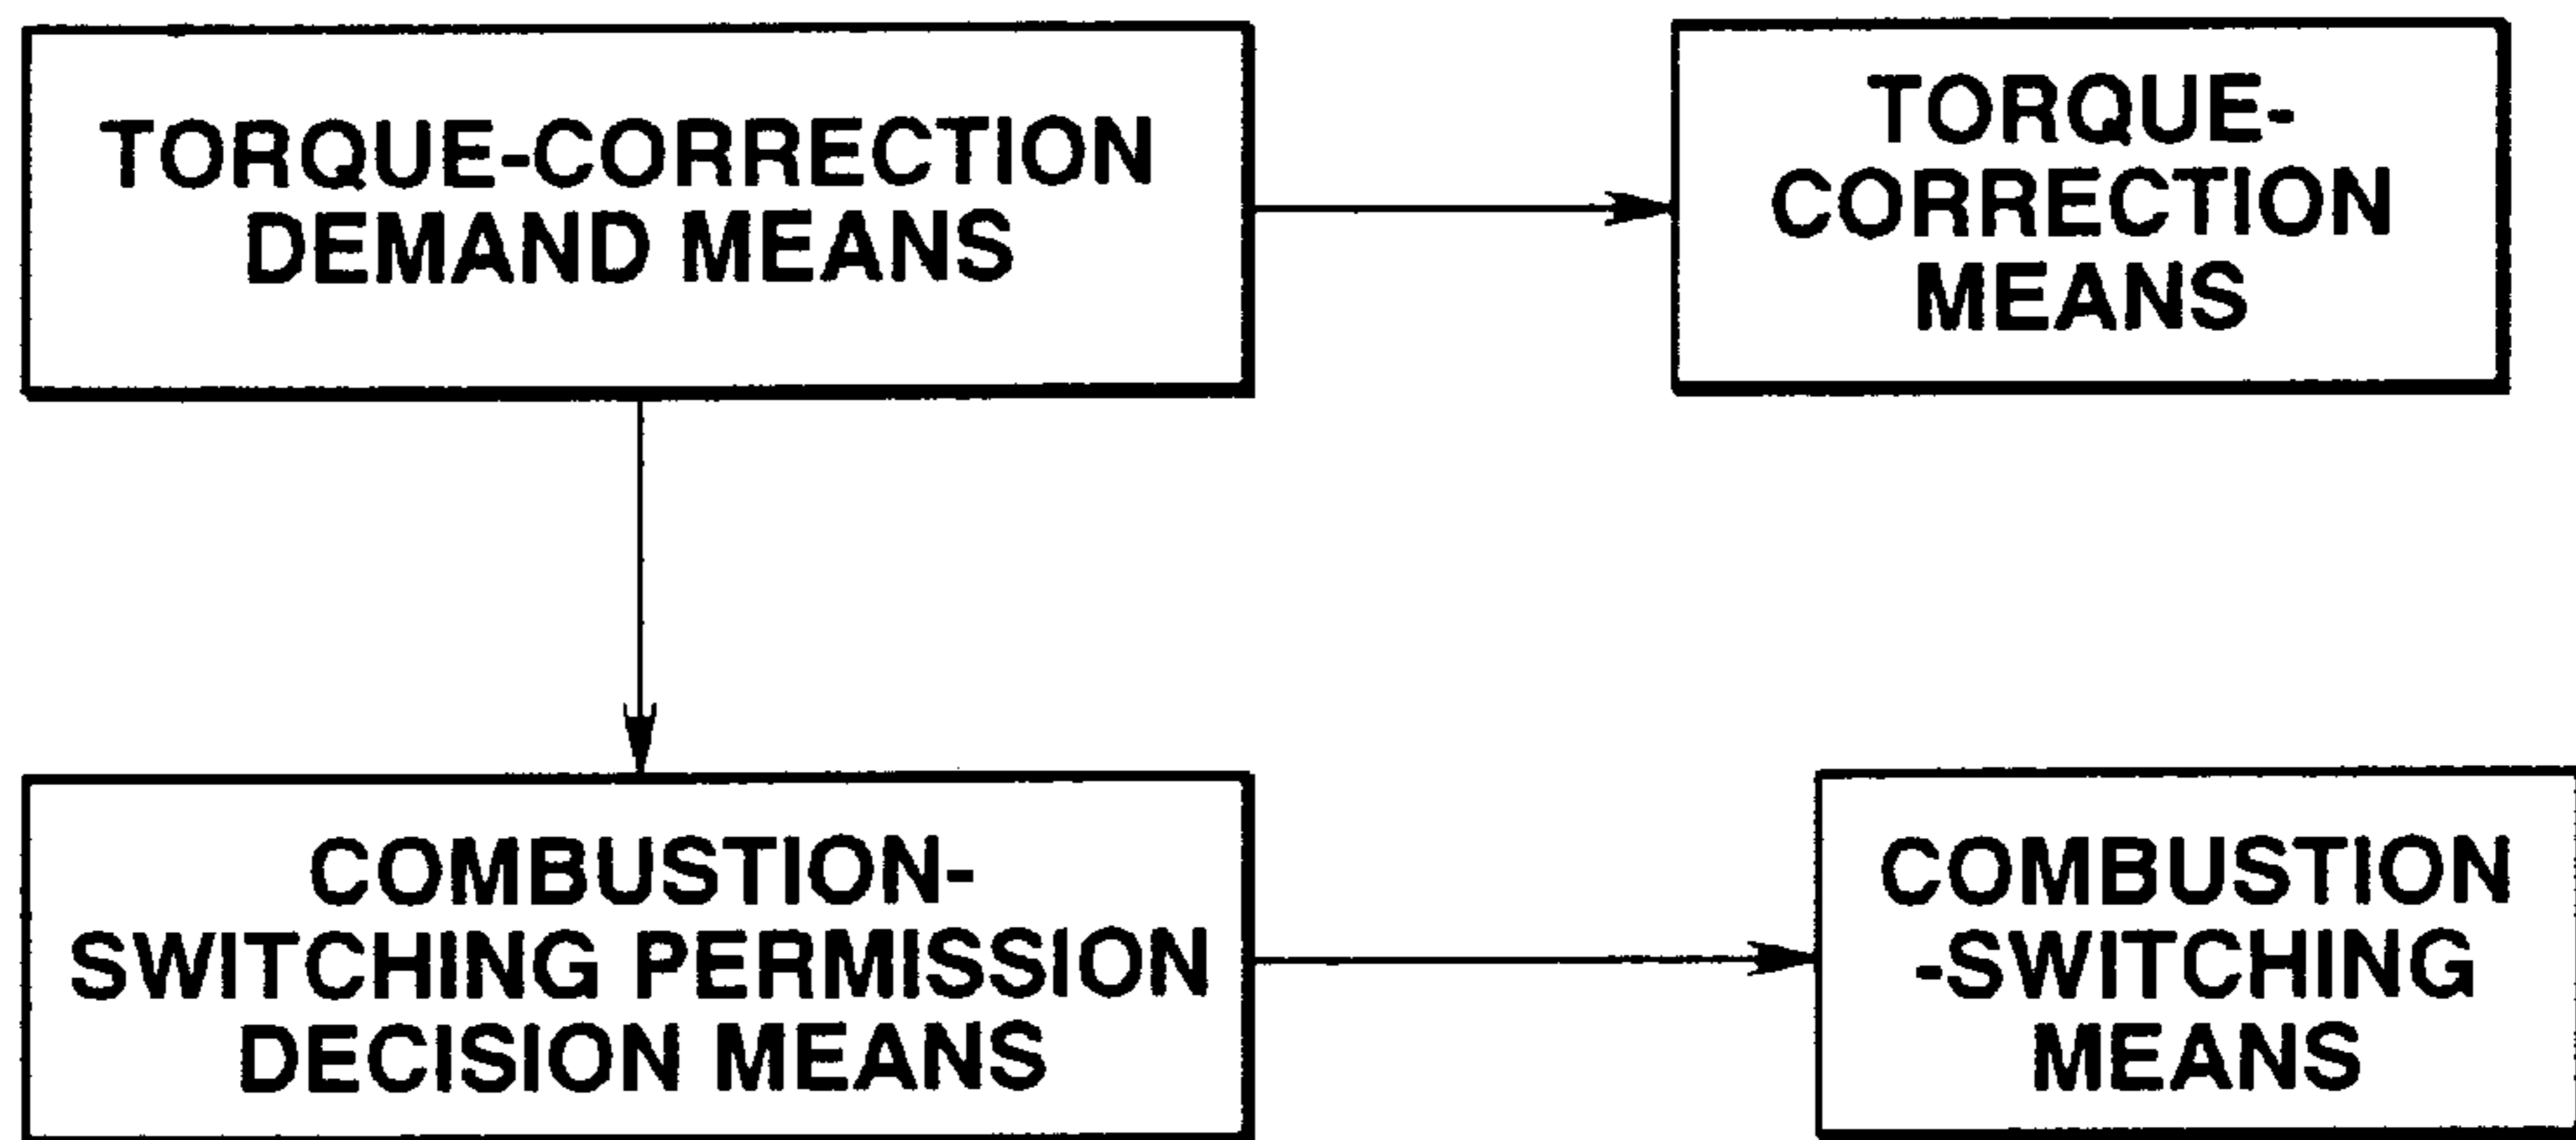 TORQUE-CORRECTION
DEMAND MEANS
TORQUE-
CORRECTION
MEANS
COMBUSTION-
SWITCHING PERMISSION
DECISION MEANS
COMBUSTION
-SWITCHING
MEANS